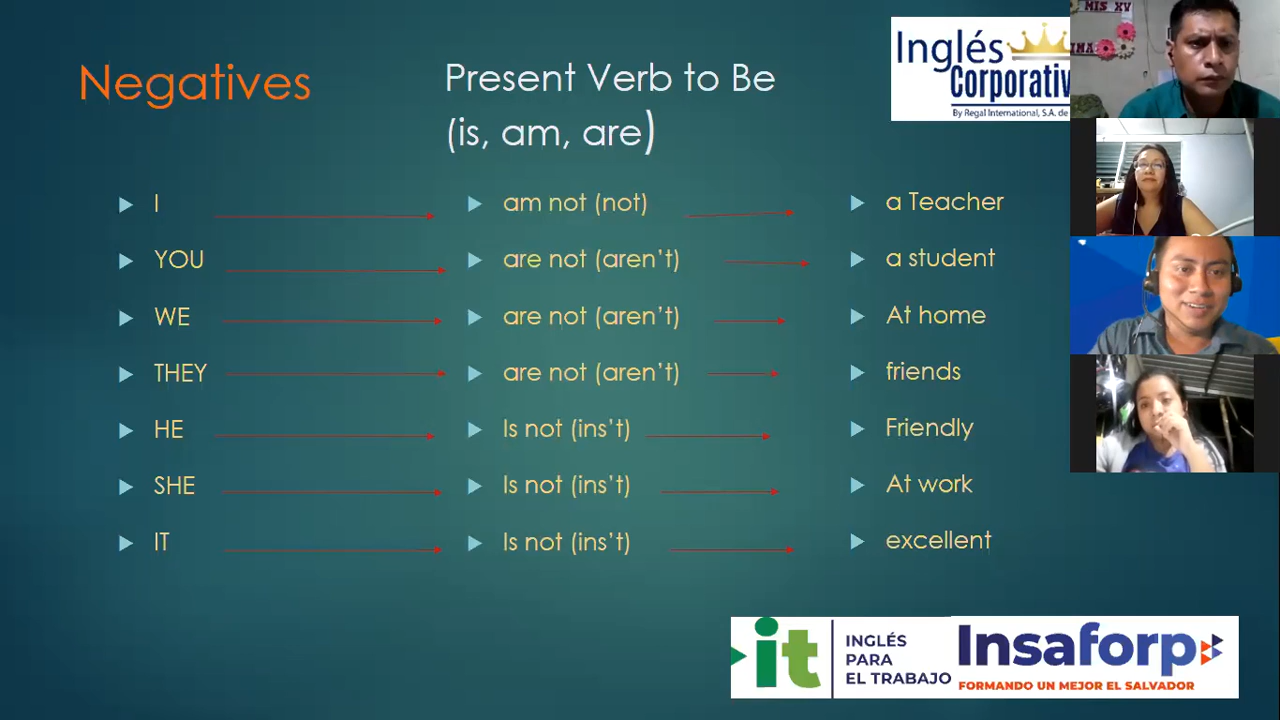 MIS XV
Negatives
Present Verb to Be
(is, am, are)
Inglés
Corporativ
By Regal International, S.A. de
I am not (not) a Teacher
YOU are not (aren't) a student
WE are not (aren't) At home
THEY are not (aren't) friends
HE Is not (ins't) Friendly
SHE Is not (ins't) At work
IT Is not (ins't) excellent
it
INGLÉS
PARA
EL TRABAJO
Insaforp
FORMANDO UN MEJOR EL SALVADOR